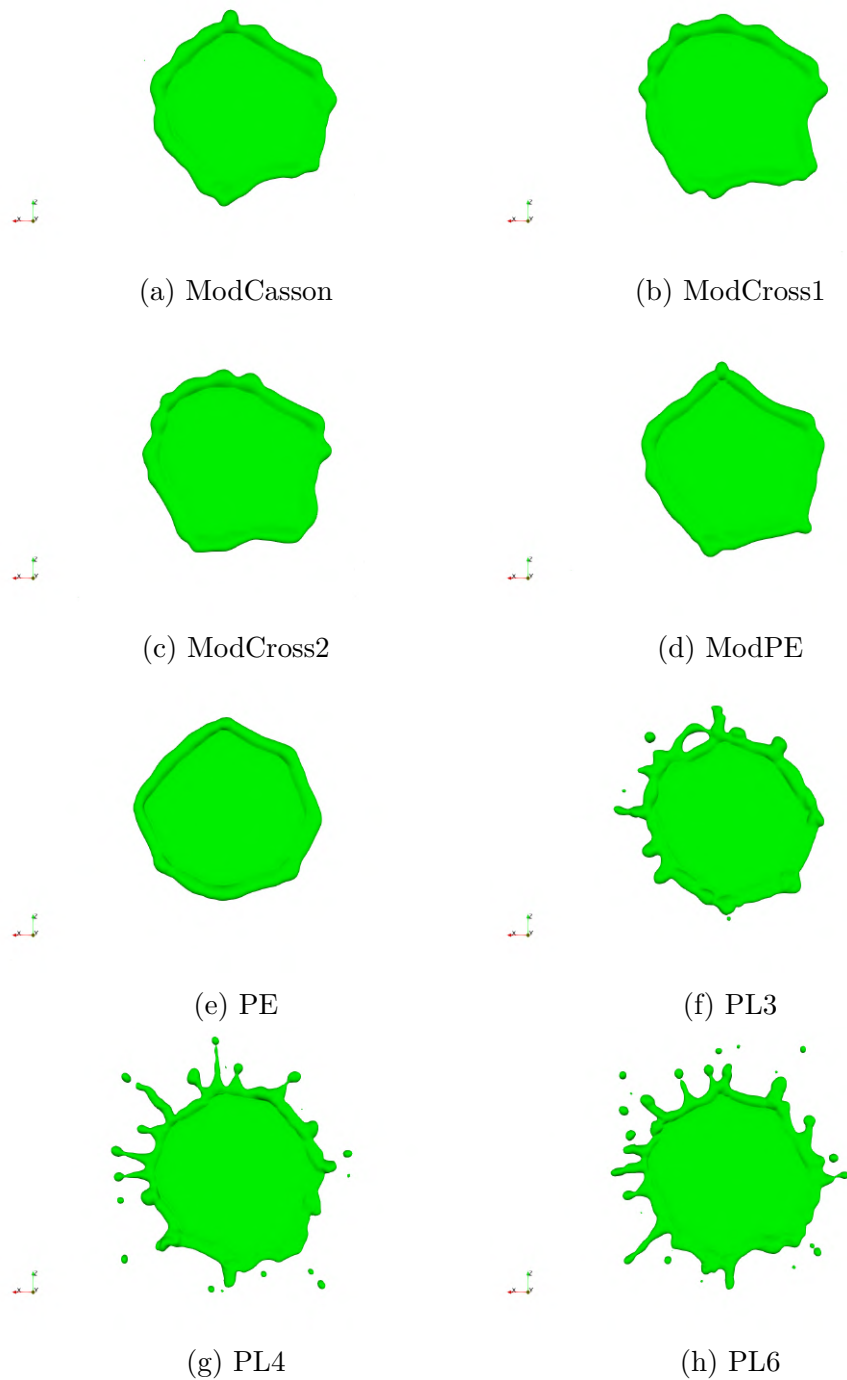 (a) ModCasson
(b) ModCross1
(c) ModCross2
(d) ModPE
(e) PE
(f) PL3
(g) PL4
(h) PL6